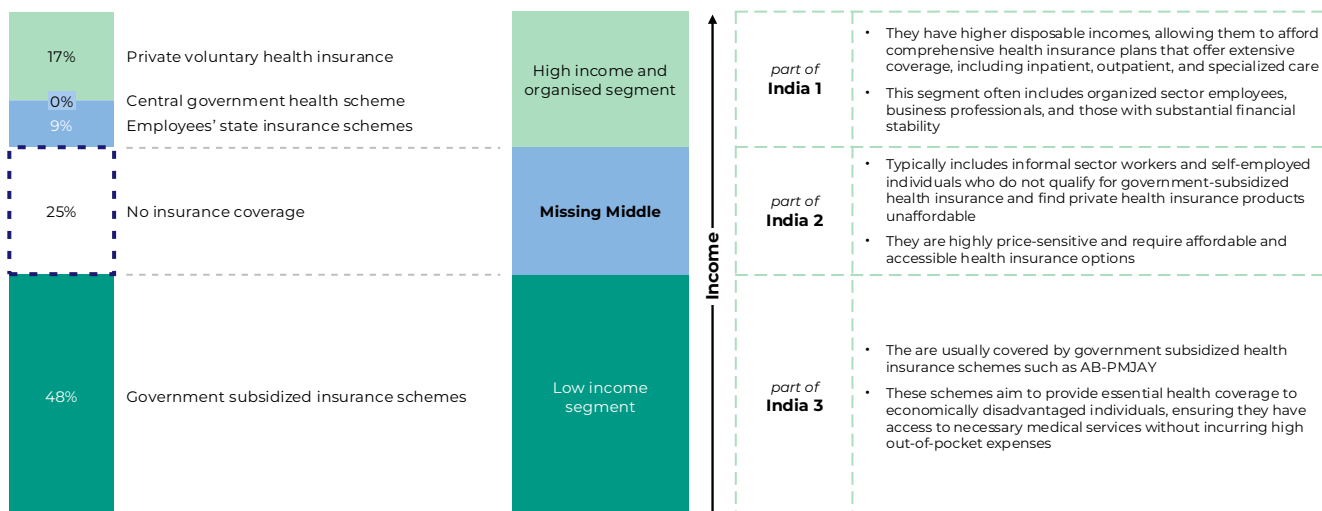 17%
Private voluntary health insurance
0%
Central government health scheme
9%
Employees’ state insurance schemes
25%
No insurance coverage
48%
Government subsidized insurance schemes
High income and
organised segment
Missing Middle
Low income
segment
Income
part of
India 1
• They have higher disposable incomes, allowing them to afford
comprehensive health insurance plans that offer extensive
coverage, including inpatient, outpatient, and specialized care
• This segment often includes organized sector employees,
business professionals, and those with substantial financial
stability
part of
India 2
• Typically includes informal sector workers and self-employed
individuals who do not qualify for government-subsidized
health insurance and find private health insurance products
unaffordable
• They are highly price-sensitive and require affordable and
accessible health insurance options
part of
India 3
• The are usually covered by government subsidized health
insurance schemes such as AB-PMJAY
• These schemes aim to provide essential health coverage to
economically disadvantaged individuals, ensuring they have
access to necessary medical services without incurring high
out-of-pocket expenses